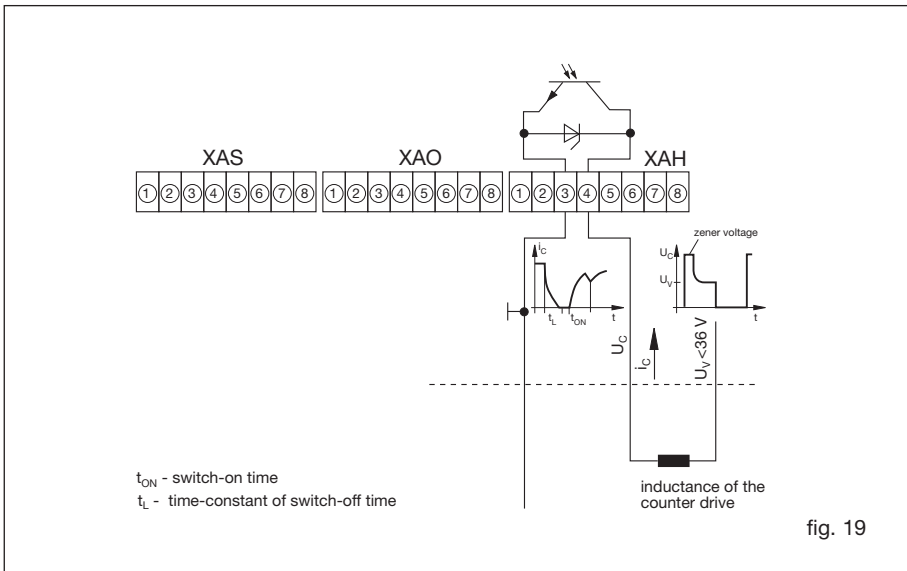 XAS XAO XAH
① ② ③ ④ ⑤ ⑥ ⑦ ⑧ ① ② ③ ④ ⑤ ⑥ ⑦ ⑧ ① ② ③ ④ ⑤ ⑥ ⑦ ⑧
zener voltage
i_C
U_C
U_V
t_L t_ON t
t
U_C
i_C
U_V <36 V
t_ON - switch-on time
t_L - time-constant of switch-off time
inductance of the
counter drive
fig. 19